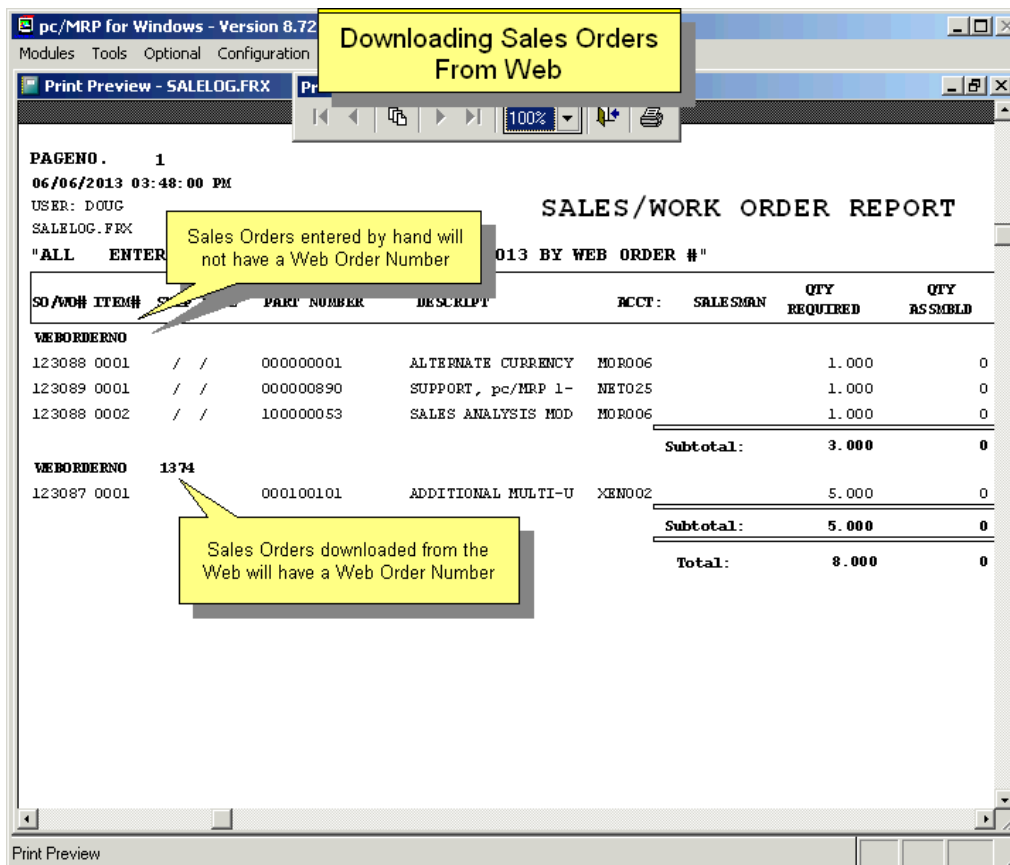 pc/MRP for Windows - Version 8.72
Downloading Sales Orders
From Web
Modules Tools Optional Configuration
Print Preview - SALELOG.FRX
100%
PAGENO. 1
06/06/2013 03:48:00 PM
USER: DOUG
SALES/WORK ORDER REPORT
SALELOG.FRX
Sales Orders entered by hand will
not have a Web Order Number
"ALL ENTER 013 BY WEB ORDER #"
SO/WO# ITEM# PART NUMBER DESCRIPT ACCT: SALESMAN QTY REQUIRED QTY ASSMBLD
WEBORDERNO
123088 0001 / / 000000001 ALTERNATE CURRENCY MOR006 1.000 0
123089 0001 / / 000000890 SUPPORT, pc/MRP 1- NET025 1.000 0
123088 0002 / / 100000053 SALES ANALYSIS MOD MOR006 1.000 0
Subtotal: 3.000 0
WEBORDERNO 1374
123087 0001 000100101 ADDITIONAL MULTI-U XEN002 5.000 0
Subtotal: 5.000 0
Sales Orders downloaded from the
Web will have a Web Order Number
Total: 8.000 0
Print Preview